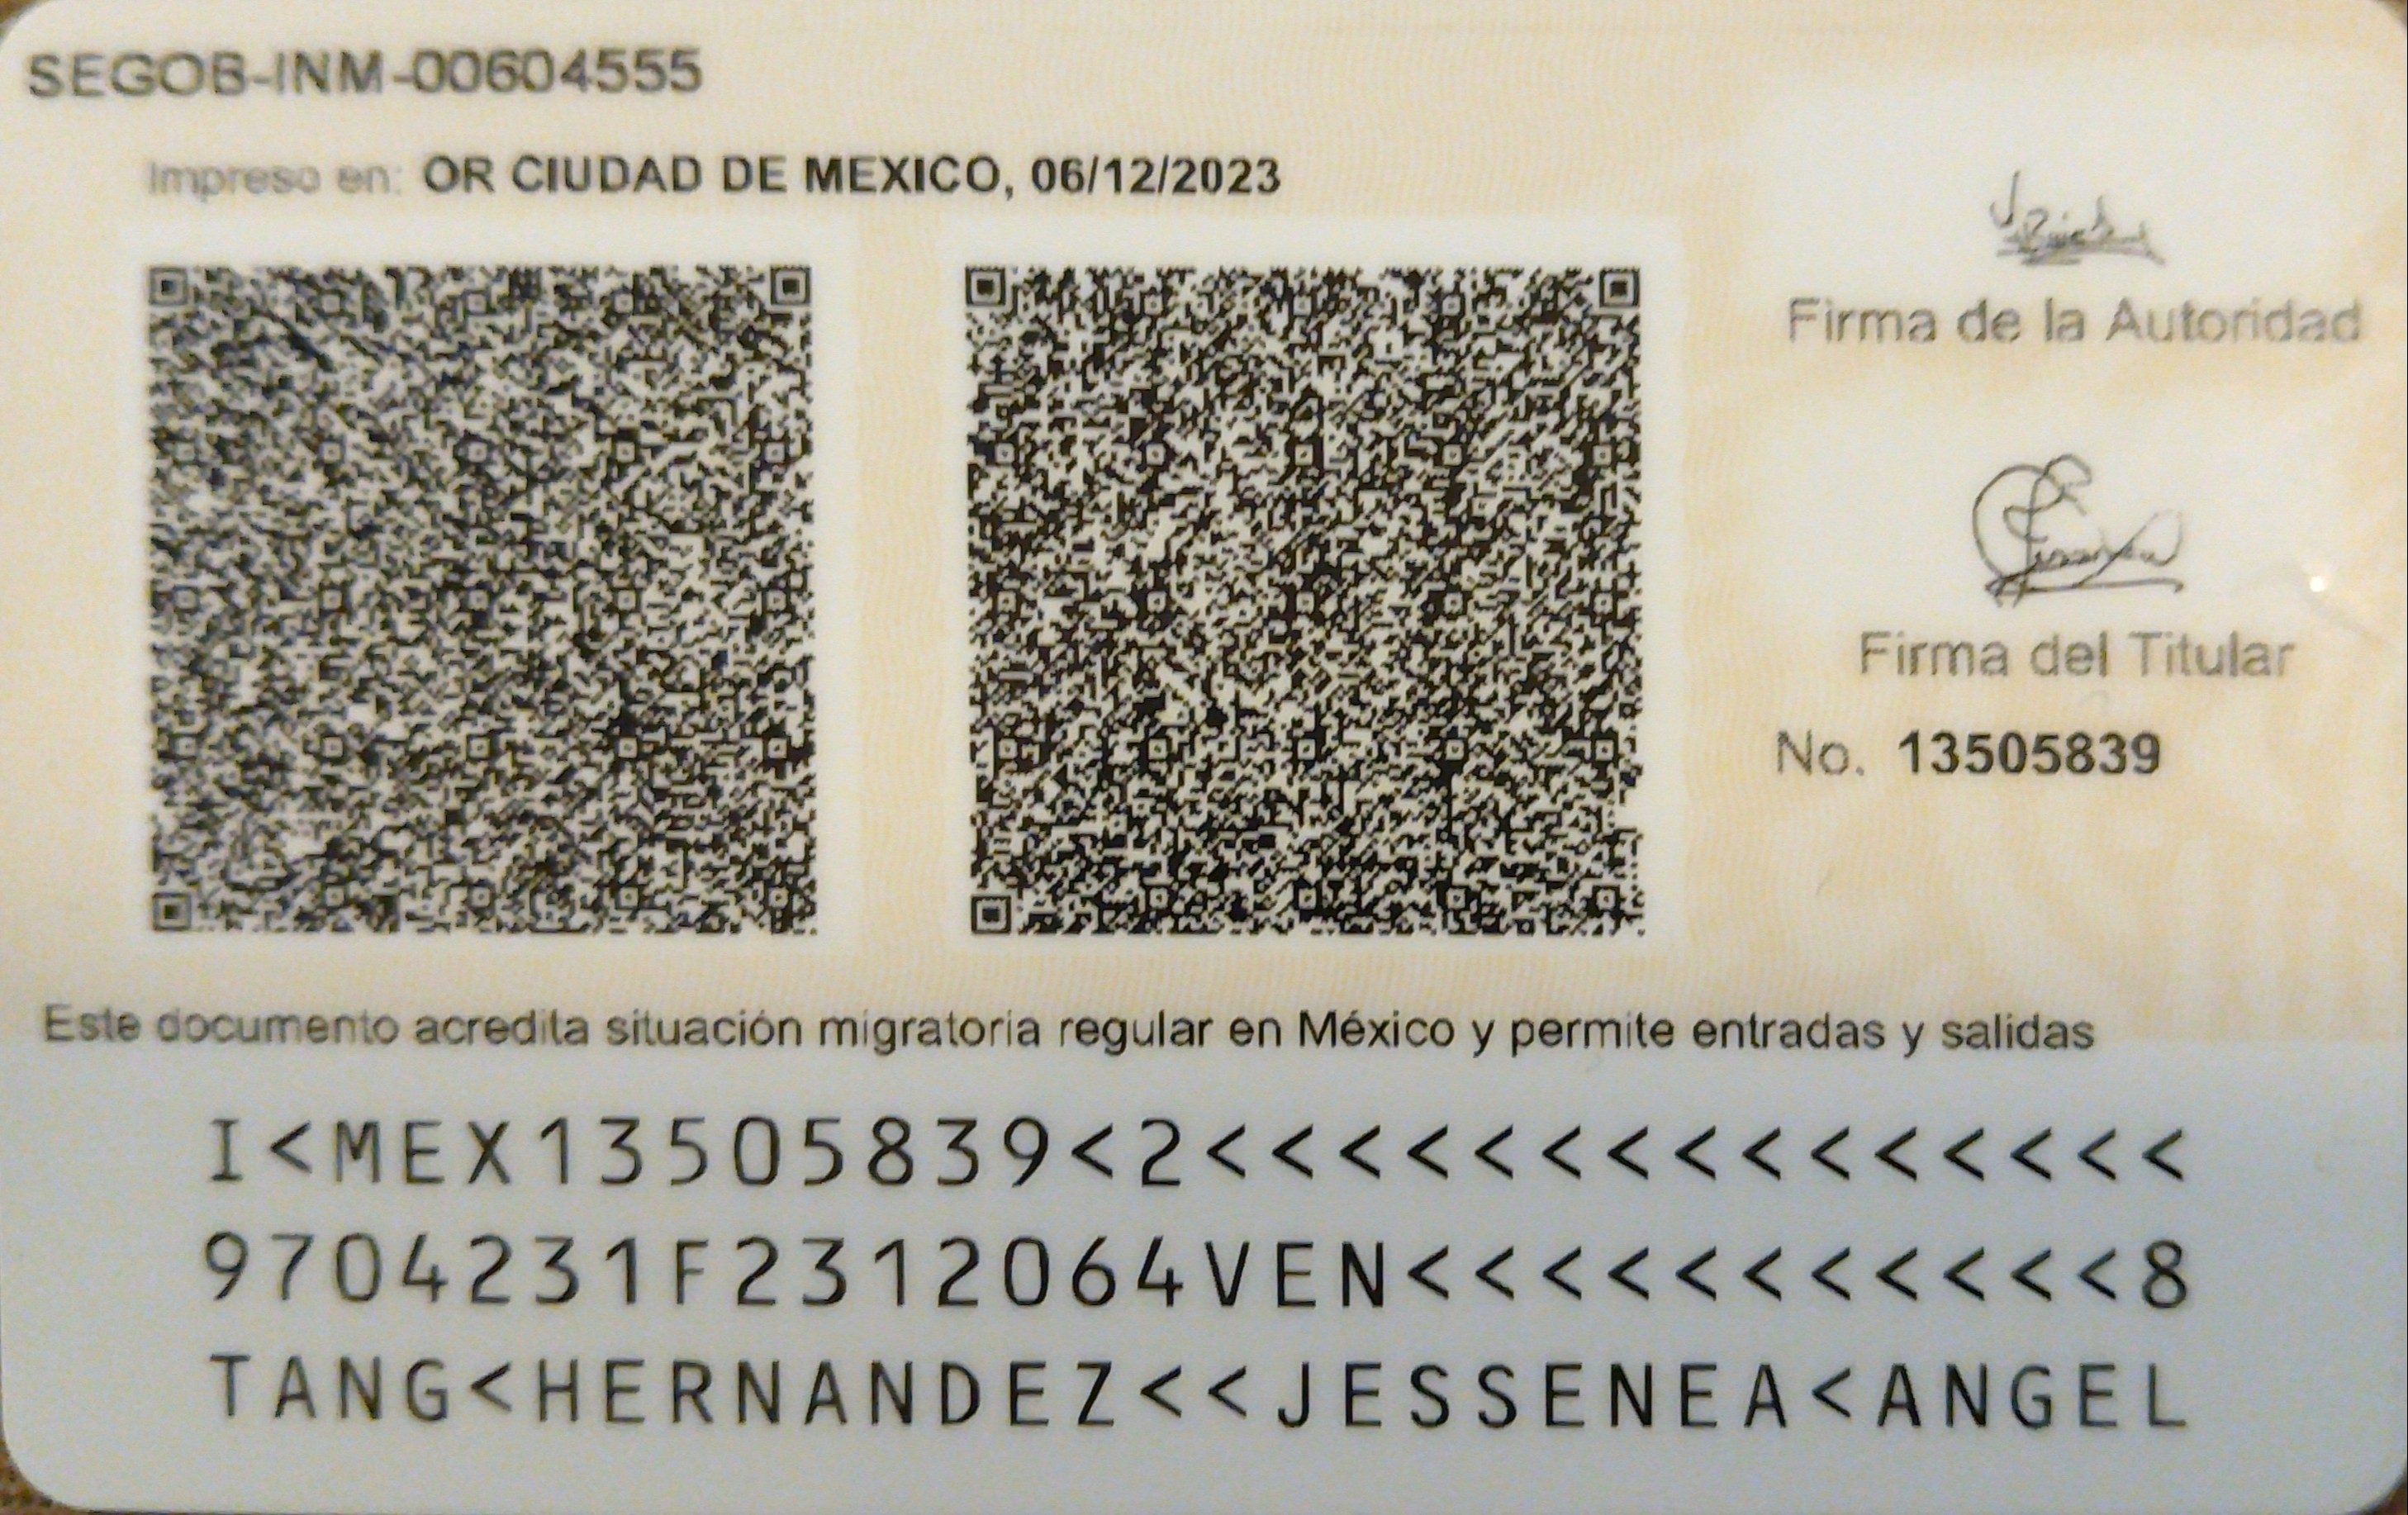 SEGOB-INM-00604555
Impreso en: OR CIUDAD DE MEXICO, 06/12/2023
Firma de la Autoridad
Firma del Titular
No. 13505839
Este documento acredita situación migratoria regular en México y permite entradas y salidas
I<MEX13505839<2<<<<<<<<<<<<<<<
9704231F2312064VEN<<<<<<<<<<<8
TANG<HERNANDEZ<<JESSENEA<ANGEL